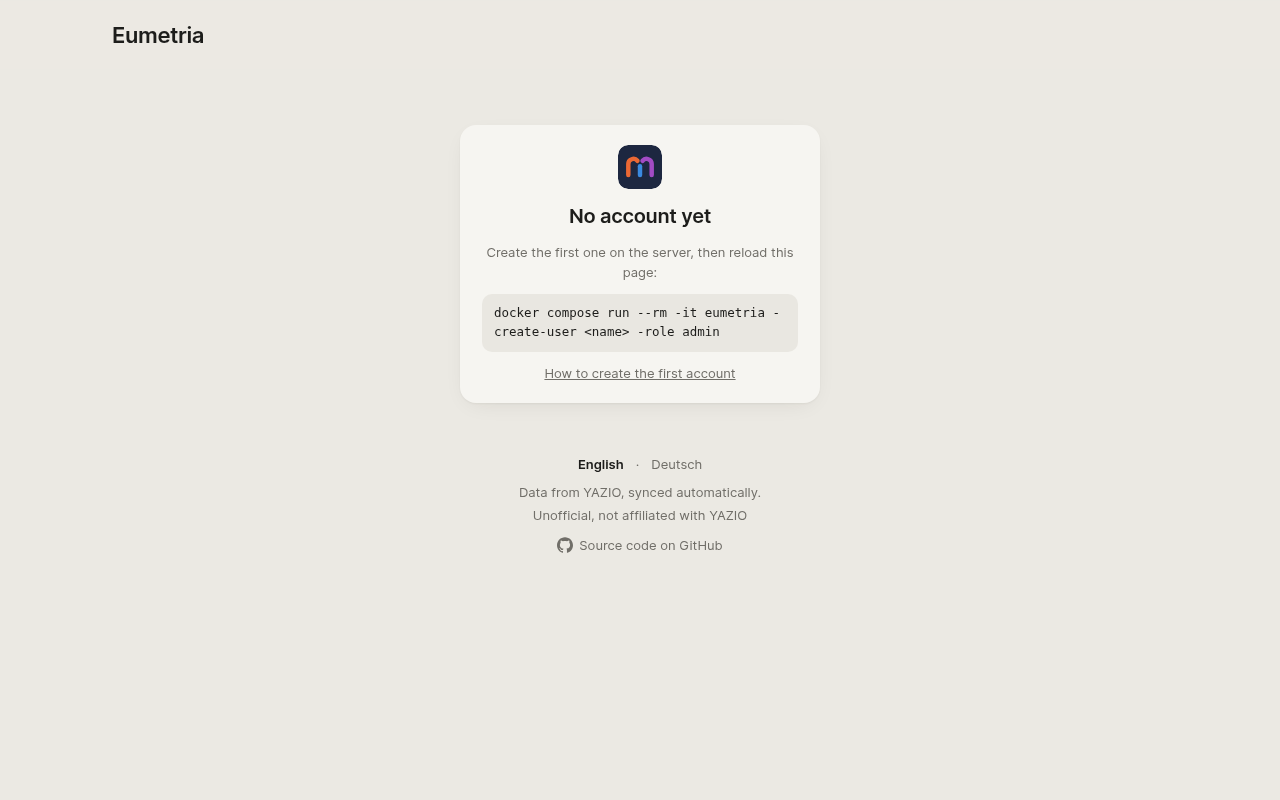 Eumetria
No account yet
Create the first one on the server, then reload this
page:
docker compose run --rm -it eumetria -
create-user <name> -role admin
How to create the first account
English · Deutsch
Data from YAZIO, synced automatically.
Unofficial, not affiliated with YAZIO
Source code on GitHub